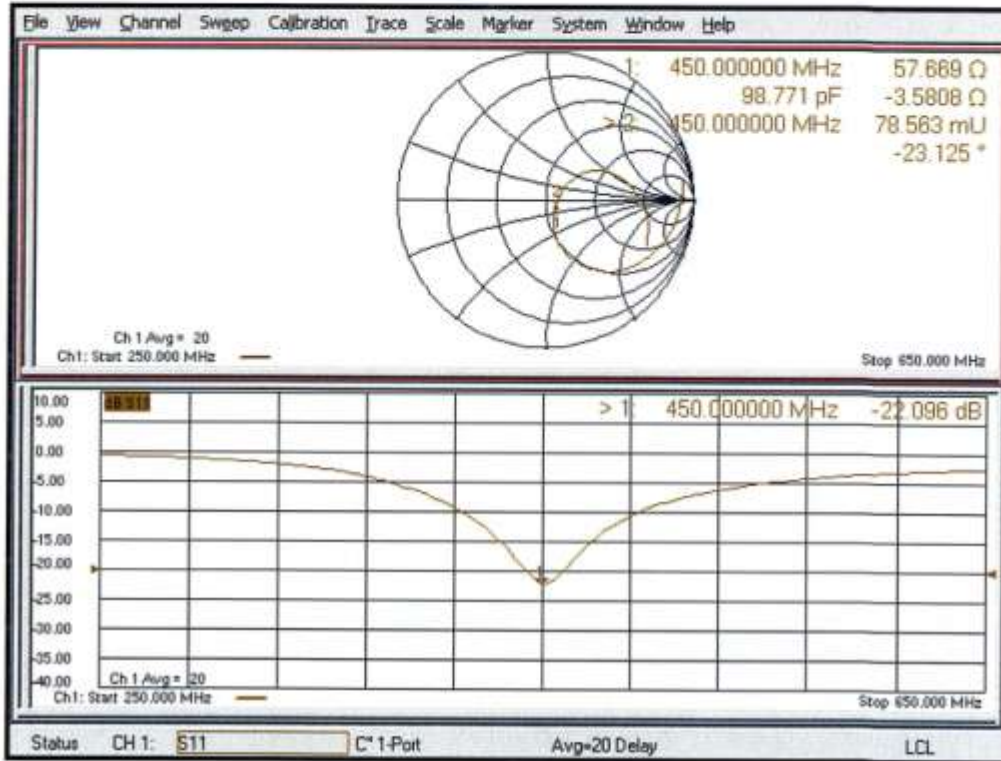 File View Channel Sweep Calibration Trace Scale Marker System Window Help
1: 450.000000 MHz 57.669 Ω
98.771 pF -3.5808 Ω
> 2: 450.000000 MHz 78.563 mU
-23.125 °
Ch 1 Avg = 20
Ch1: Start 250.000 MHz
Stop 650.000 MHz
10.00
dB S11
> 1: 450.000000 MHz -22.096 dB
5.00
0.00
-5.00
-10.00
-15.00
-20.00
-25.00
-30.00
-35.00
-40.00
Ch 1 Avg = 20
Ch1: Start 250.000 MHz
Stop 650.000 MHz
Status CH 1: S11 C* 1-Port Avg=20 Delay LCL